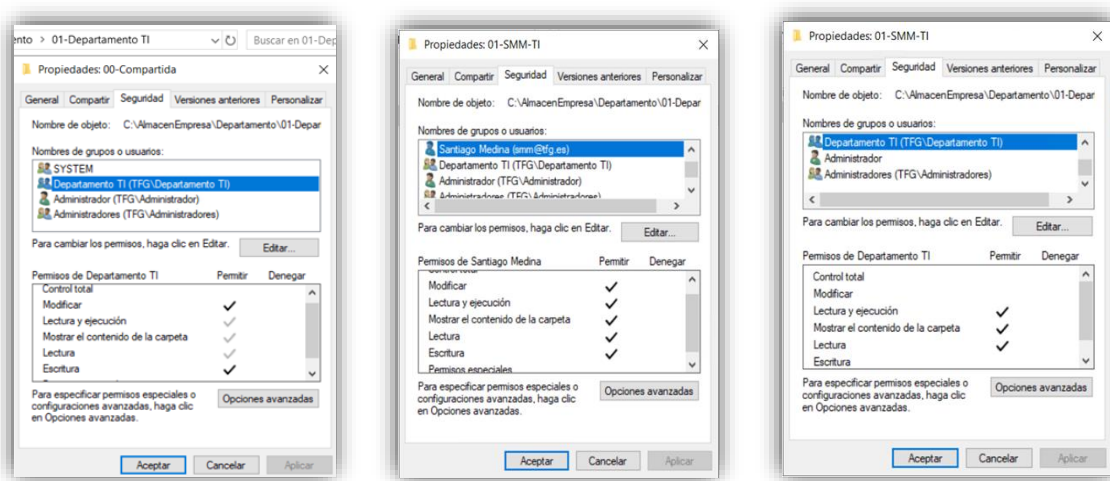 ento > 01-Departamento TI
Buscar en 01-Dep
Propiedades: 00-Compartida
General Compartir Seguridad Versiones anteriores Personalizar
Nombre de objeto: C:\AlmacenEmpresa\Departamento\01-Depar
Nombres de grupos o usuarios:
SYSTEM
Departamento TI (TFG\Departamento TI)
Administrador (TFG\Administrador)
Administradores (TFG\Administradores)
Para cambiar los permisos, haga clic en Editar.
Editar...
Permisos de Departamento TI Permitir Denegar
Control total
Modificar
Lectura y ejecución
Mostrar el contenido de la carpeta
Lectura
Escritura
Para especificar permisos especiales o
configuraciones avanzadas, haga clic
en Opciones avanzadas.
Opciones avanzadas
Aceptar Cancelar Aplicar
Propiedades: 01-SMM-TI
General Compartir Seguridad Versiones anteriores Personalizar
Nombre de objeto: C:\AlmacenEmpresa\Departamento\01-Depar
Nombres de grupos o usuarios:
Santiago Medina (smm@tfg.es)
Departamento TI (TFG\Departamento TI)
Administrador (TFG\Administrador)
Administradores (TFG\Administradores)
Para cambiar los permisos, haga clic en Editar.
Editar...
Permisos de Santiago Medina Permitir Denegar
Control total
Modificar
Lectura y ejecución
Mostrar el contenido de la carpeta
Lectura
Escritura
Permisos especiales
Para especificar permisos especiales o
configuraciones avanzadas, haga clic
en Opciones avanzadas.
Opciones avanzadas
Aceptar Cancelar Aplicar
Propiedades: 01-SMM-TI
General Compartir Seguridad Versiones anteriores Personalizar
Nombre de objeto: C:\AlmacenEmpresa\Departamento\01-Depar
Nombres de grupos o usuarios:
Departamento TI (TFG\Departamento TI)
Administrador
Administradores (TFG\Administradores)
Para cambiar los permisos, haga clic en Editar.
Editar...
Permisos de Departamento TI Permitir Denegar
Control total
Modificar
Lectura y ejecución
Mostrar el contenido de la carpeta
Lectura
Escritura
Para especificar permisos especiales o
configuraciones avanzadas, haga clic
en Opciones avanzadas.
Opciones avanzadas
Aceptar Cancelar Aplicar